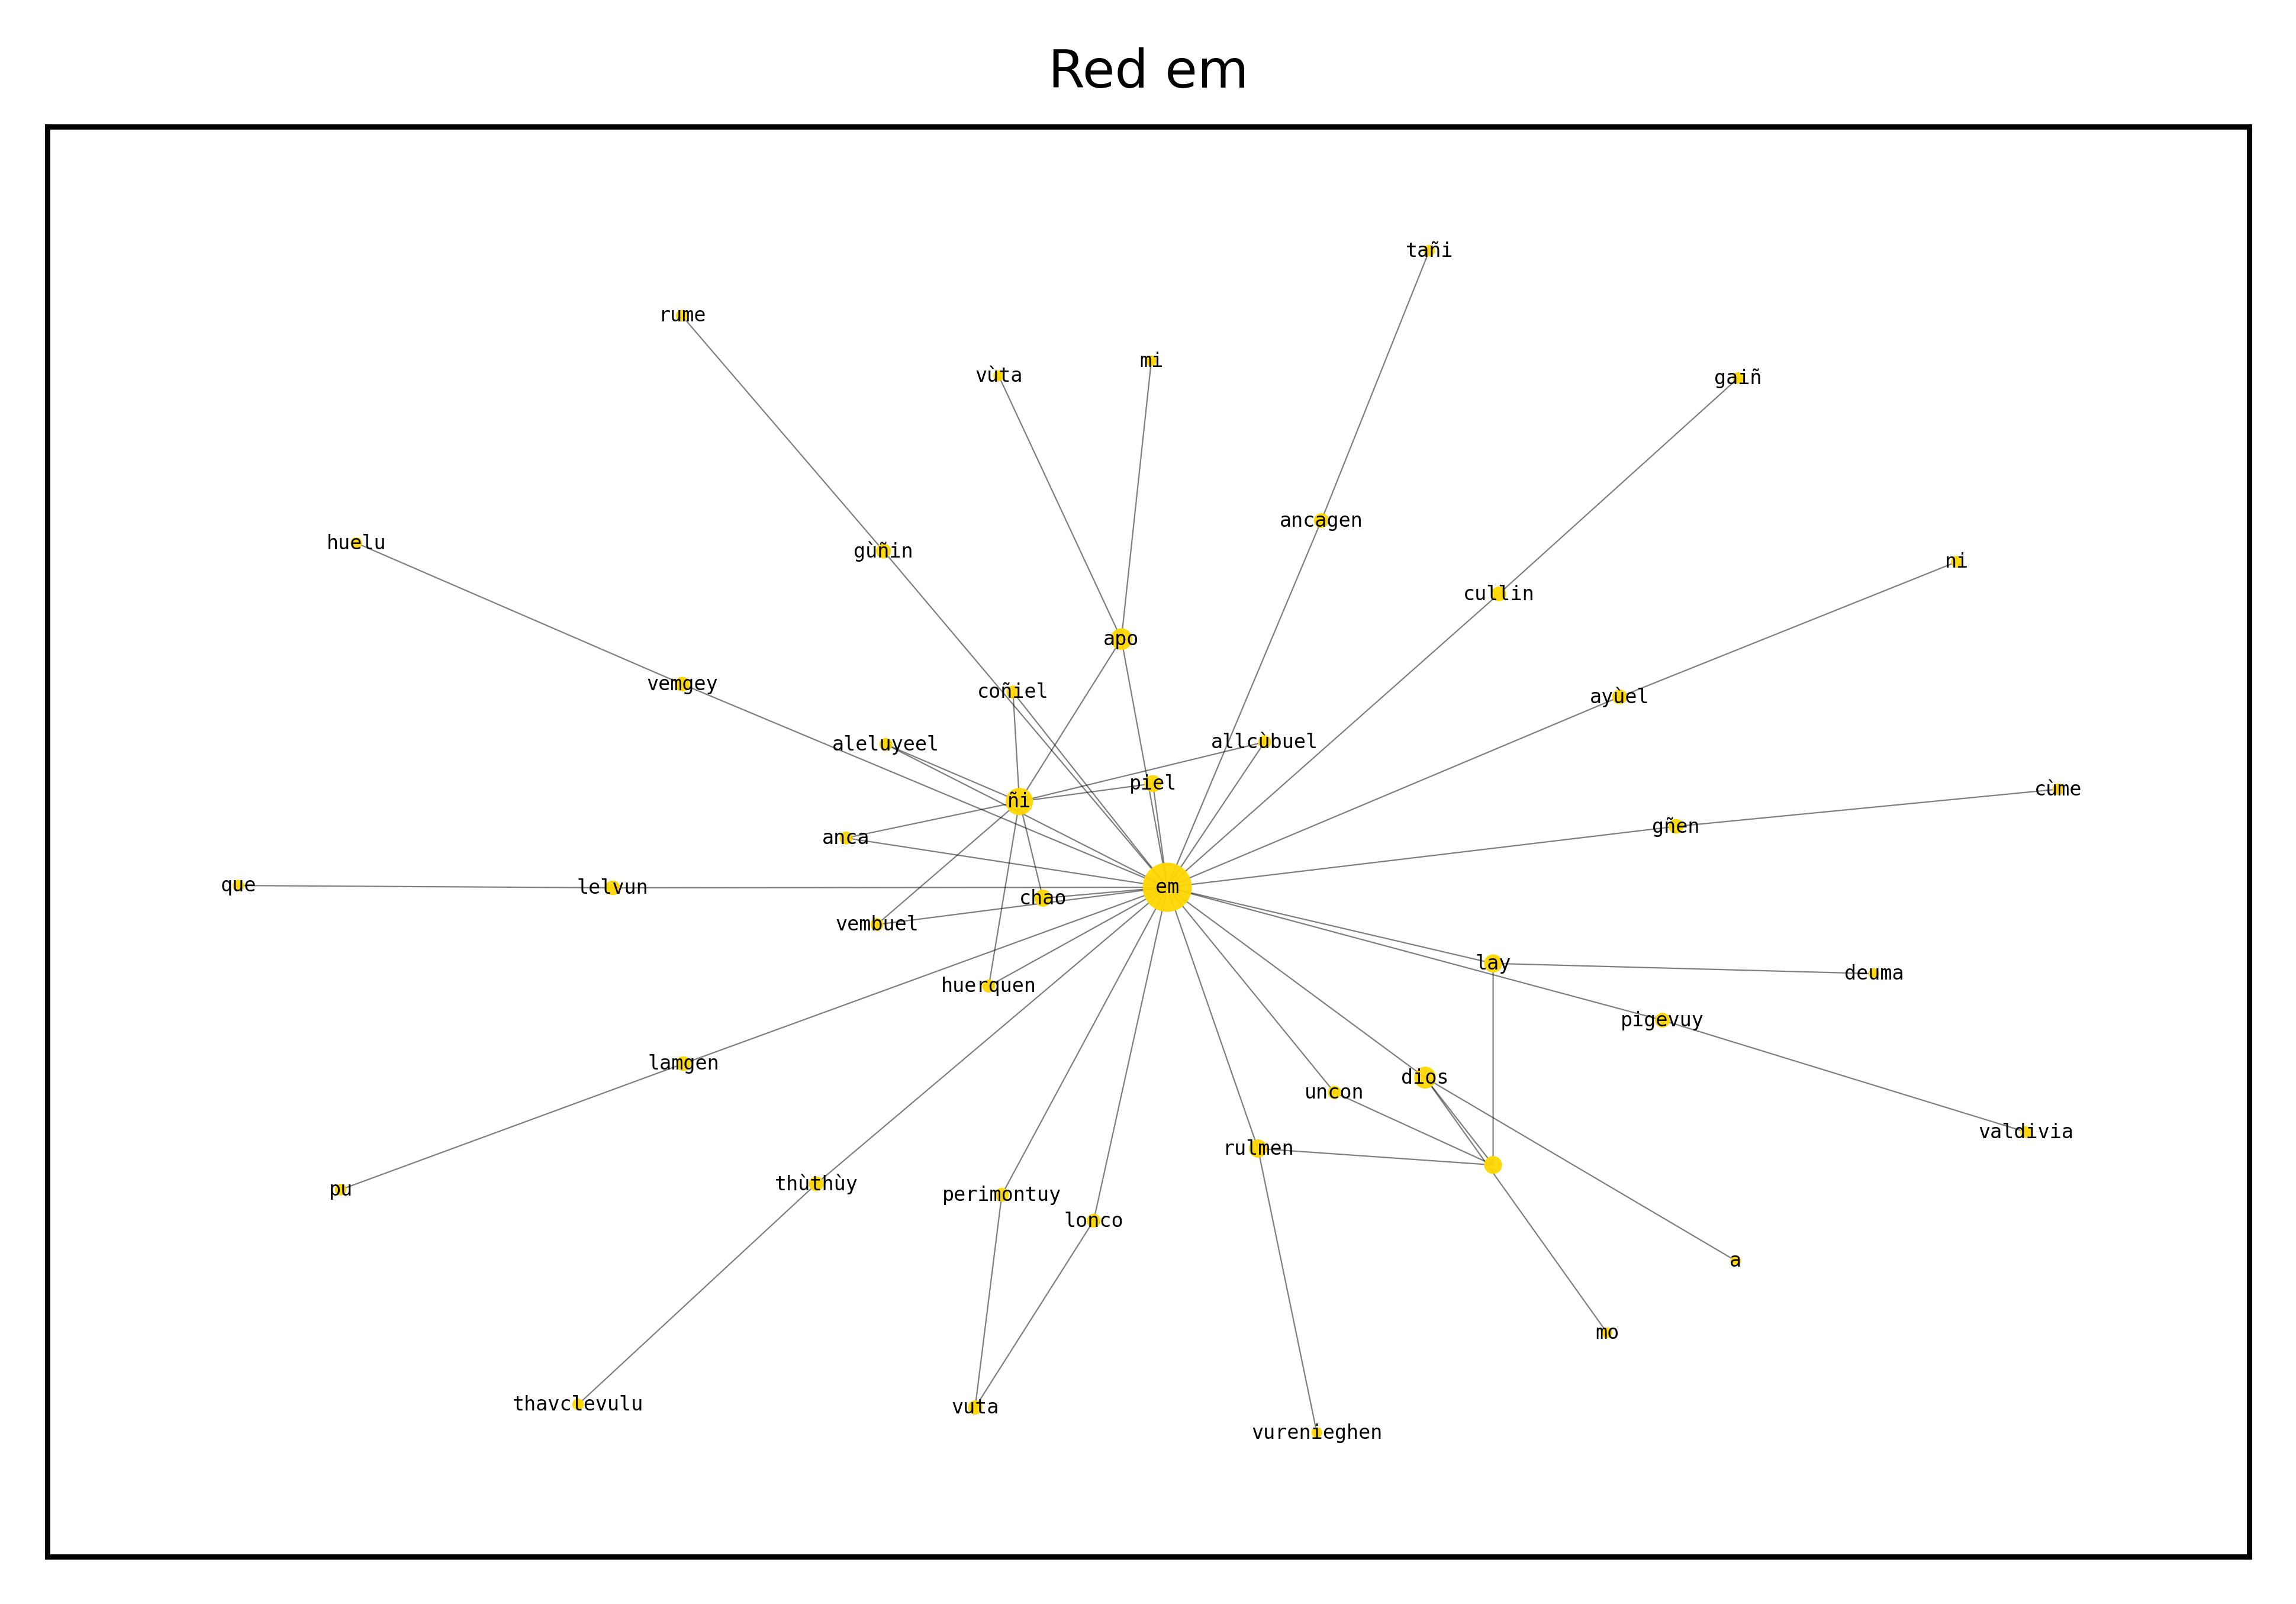 Red em
tañi
rume
mi
vùta
gaiñ
ancagen
huelu
gùñin
ni
cullin
apo
vemgey
coñiel
ayùel
aleluyeel
allcùbuel
piel
cùme
ñi
gñen
anca
que
lelvun
em
chao
vembuel
lay
deuma
huerquen
pigevuy
lamgen
dios
uncon
valdivia
rulmen
thùthùy
pu
perimontuy
lonco
a
mo
thavclevulu
vuta
vurenieghen